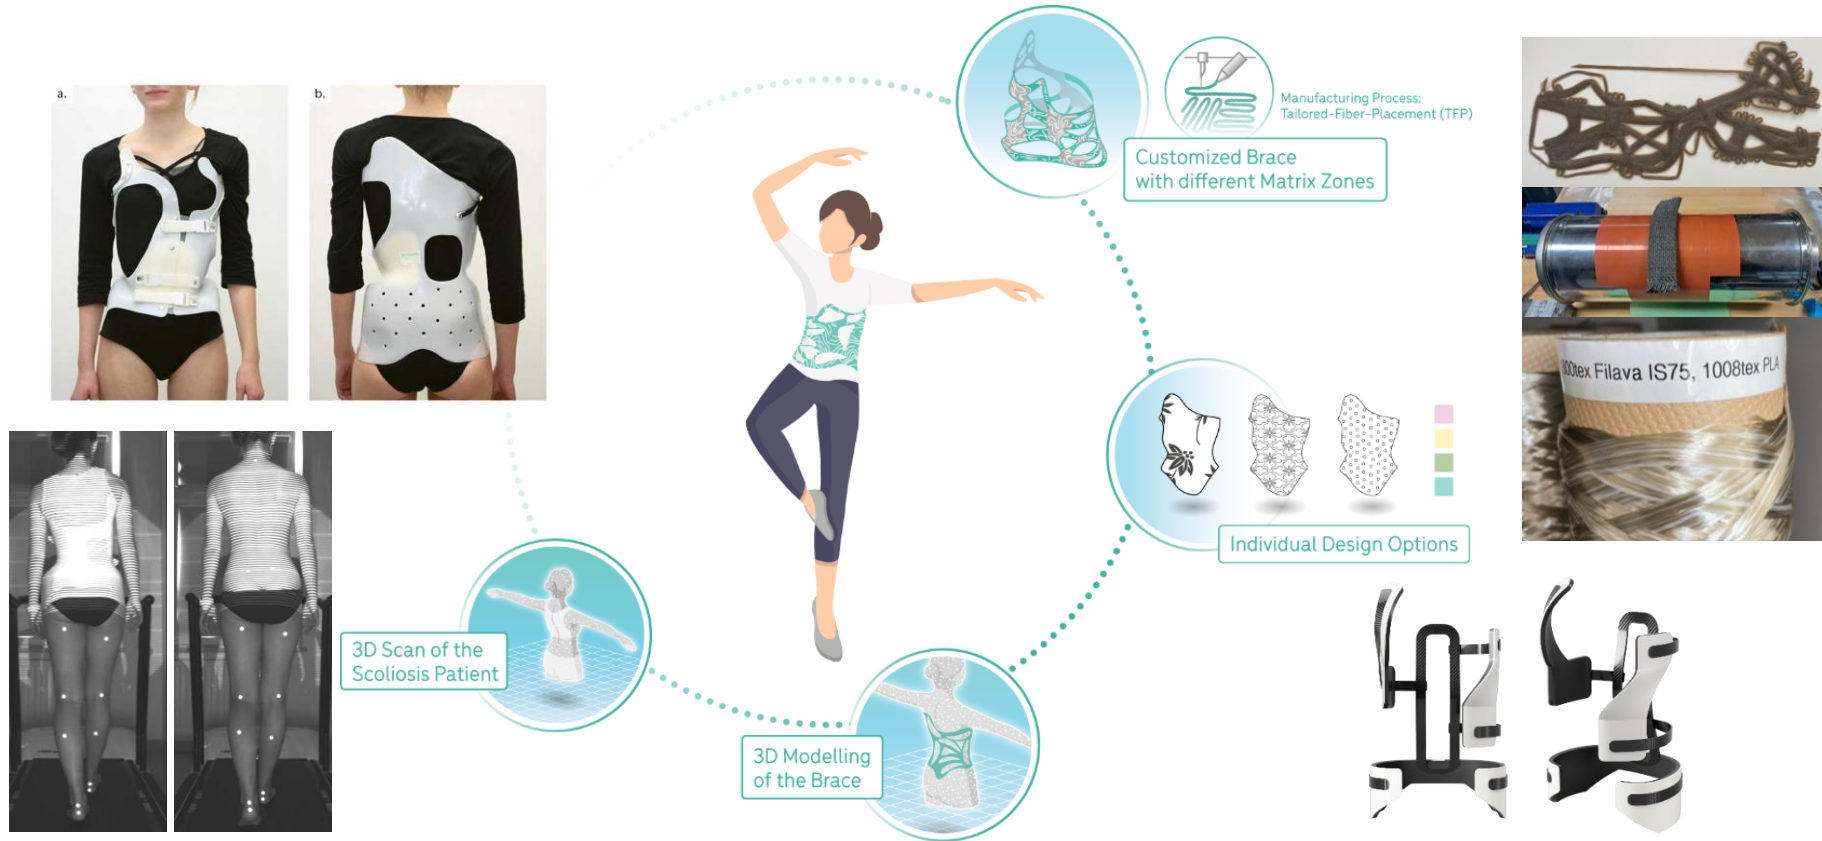 a.
b.
Manufacturing Process:
Tailored-Fiber-Placement (TFP)
Customized Brace
with different Matrix Zones
00tex Filava IS75, 1008tex PLA
Individual Design Options
3D Scan of the
Scoliosis Patient
3D Modelling
of the Brace